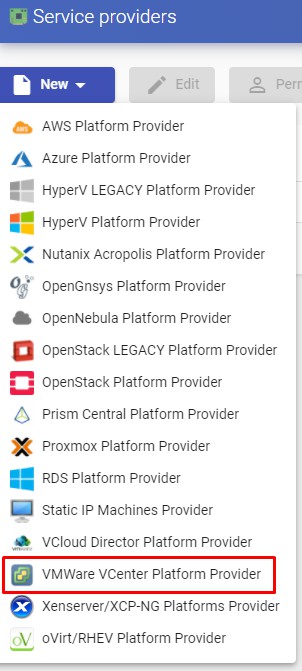 Service providers
New
Edit
Perr
AWS Platform Provider
Azure Platform Provider
HyperV LEGACY Platform Provider
HyperV Platform Provider
Nutanix Acropolis Platform Provider
OpenGnsys Platform Provider
OpenNebula Platform Provider
OpenStack LEGACY Platform Provider
OpenStack Platform Provider
Prism Central Platform Provider
Proxmox Platform Provider
RDS Platform Provider
Static IP Machines Provider
VCloud Director Platform Provider
VMWare VCenter Platform Provider
Xenserver/XCP-NG Platforms Provider
oVirt/RHEV Platform Provider